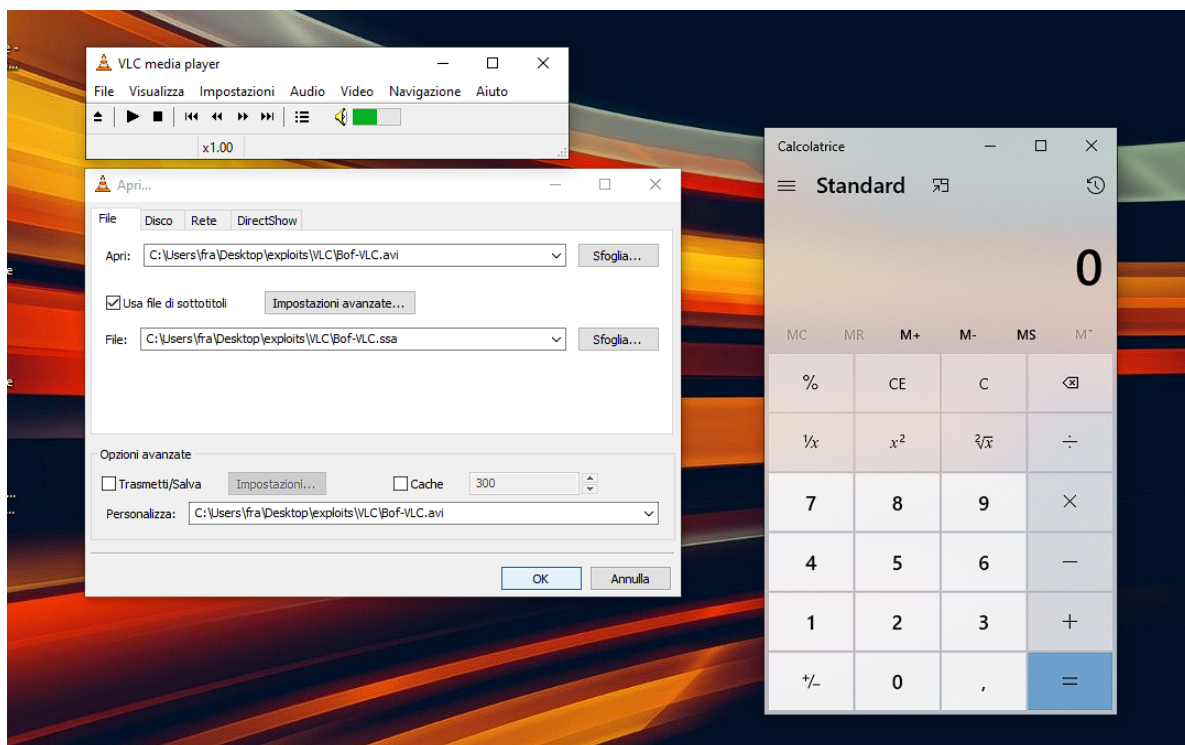 VLC media player
File Visualizza Impostazioni Audio Video Navigazione Aiuto
x1.00
Apri...
File Disco Rete DirectShow
Apri: C:\Users\fra\Desktop\exploits\VLC\Bof-VLC.avi Sfoglia...
Usa file di sottotitoli Impostazioni avanzate...
File: C:\Users\fra\Desktop\exploits\VLC\Bof-VLC.ssa Sfoglia...
Opzioni avanzate
Trasmetti/Salva Impostazioni... Cache 300
Personalizza: C:\Users\fra\Desktop\exploits\VLC\Bof-VLC.avi
OK Annulla
Calcolatrice
Standard
0
MC MR M+ M- MS M˅
% CE C
¹/x x² ²√x ÷
7 8 9 ×
4 5 6 −
1 2 3 +
+/− 0 , =